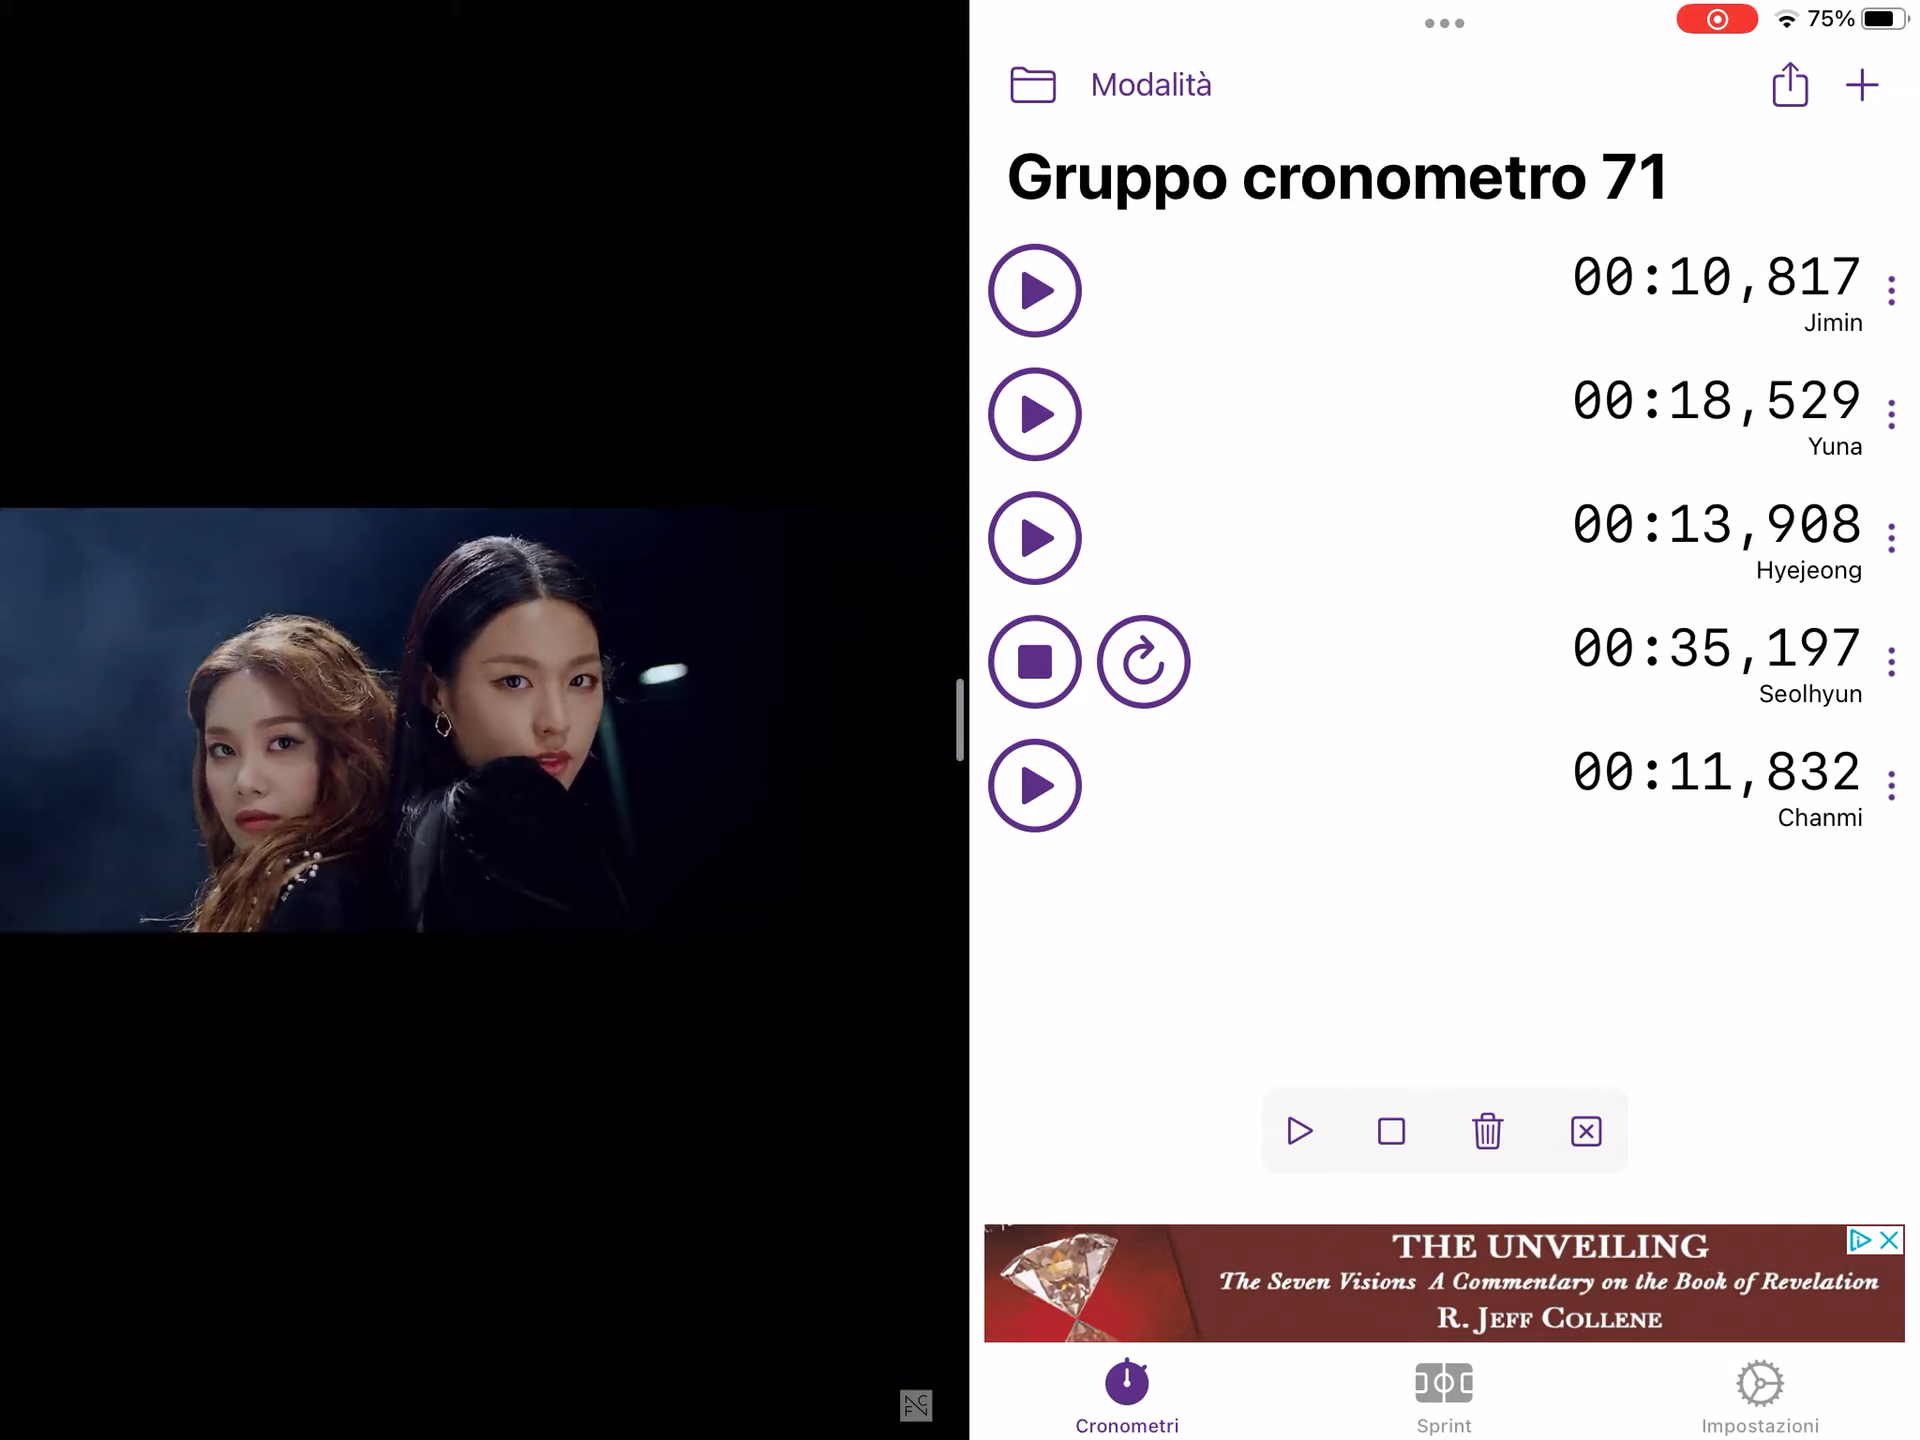 75%
Modalità
Gruppo cronometro 71
00:10,817
Jimin
00:18,529
Yuna
00:13,908
Hyejeong
00:35,197
Seolhyun
00:11,832
Chanmi
THE UNVEILING
The Seven Visions A Commentary on the Book of Revelation
R. JEFF COLLENE
Cronometri
Sprint
Impostazioni